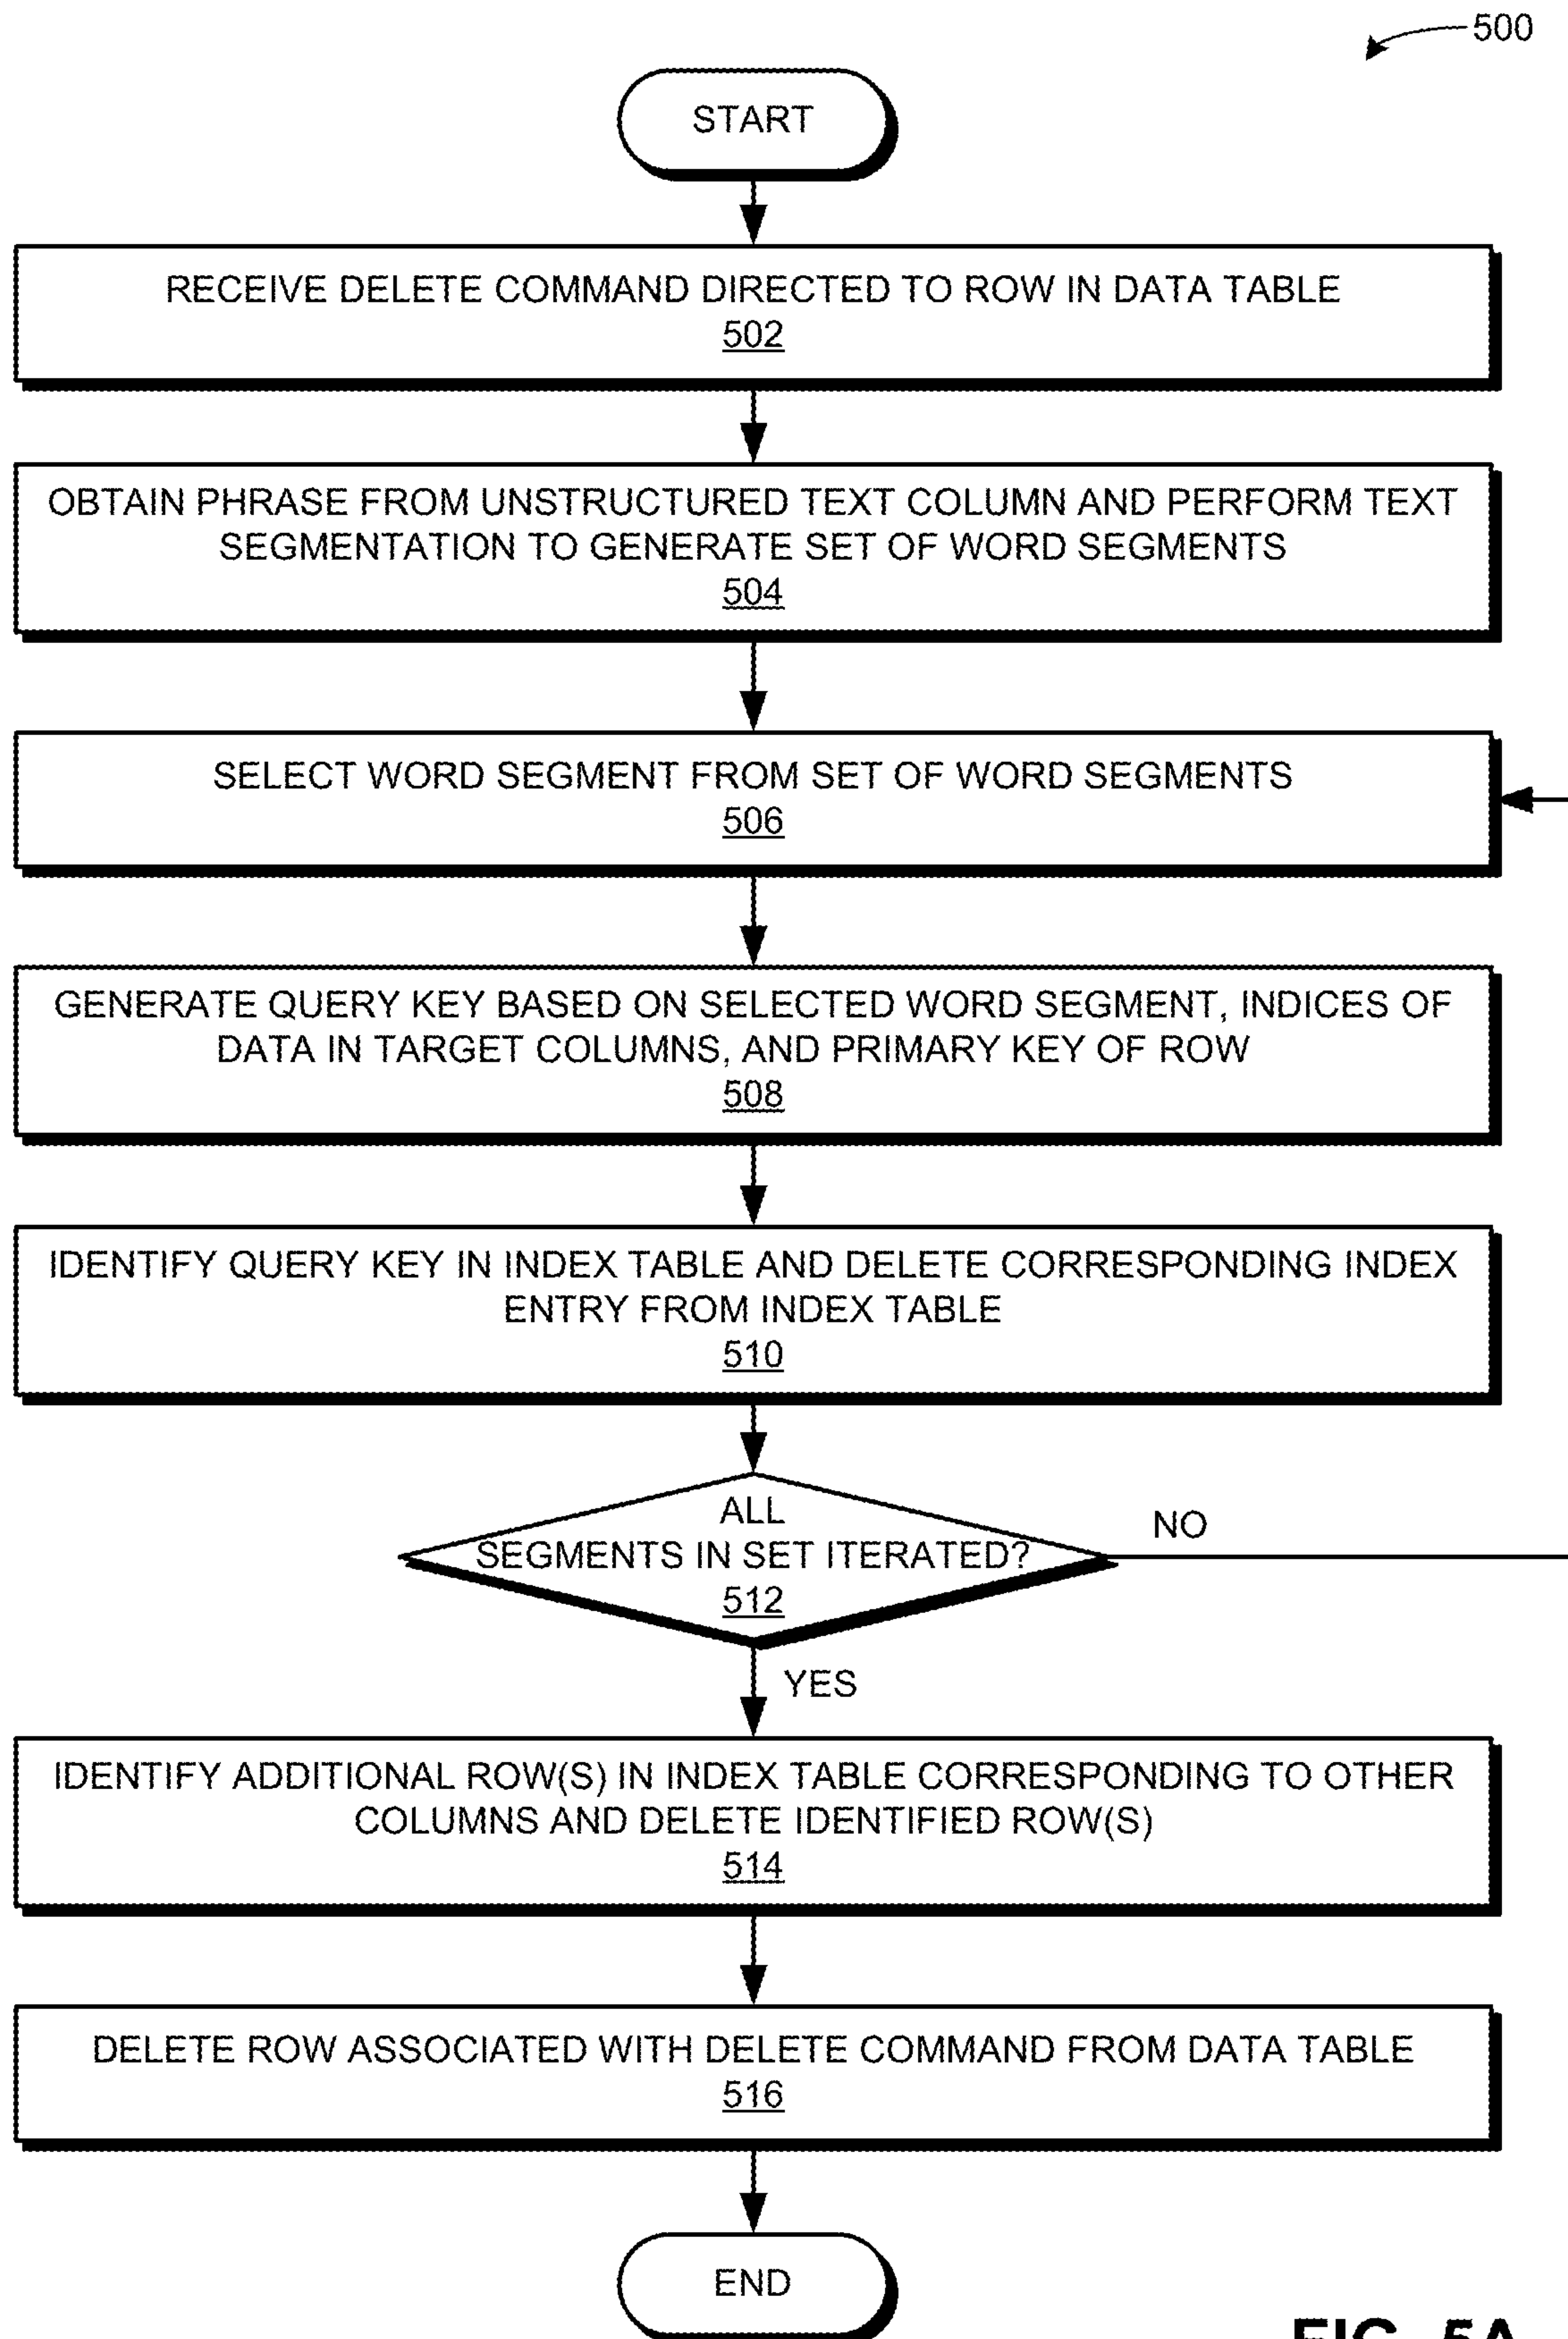 500
START
RECEIVE DELETE COMMAND DIRECTED TO ROW IN DATA TABLE
502
OBTAIN PHRASE FROM UNSTRUCTURED TEXT COLUMN AND PERFORM TEXT
SEGMENTATION TO GENERATE SET OF WORD SEGMENTS
504
SELECT WORD SEGMENT FROM SET OF WORD SEGMENTS
506
GENERATE QUERY KEY BASED ON SELECTED WORD SEGMENT, INDICES OF
DATA IN TARGET COLUMNS, AND PRIMARY KEY OF ROW
508
IDENTIFY QUERY KEY IN INDEX TABLE AND DELETE CORRESPONDING INDEX
ENTRY FROM INDEX TABLE
510
ALL
SEGMENTS IN SET ITERATED?
512
NO
YES
IDENTIFY ADDITIONAL ROW(S) IN INDEX TABLE CORRESPONDING TO OTHER
COLUMNS AND DELETE IDENTIFIED ROW(S)
514
DELETE ROW ASSOCIATED WITH DELETE COMMAND FROM DATA TABLE
516
END
FIG. 5A